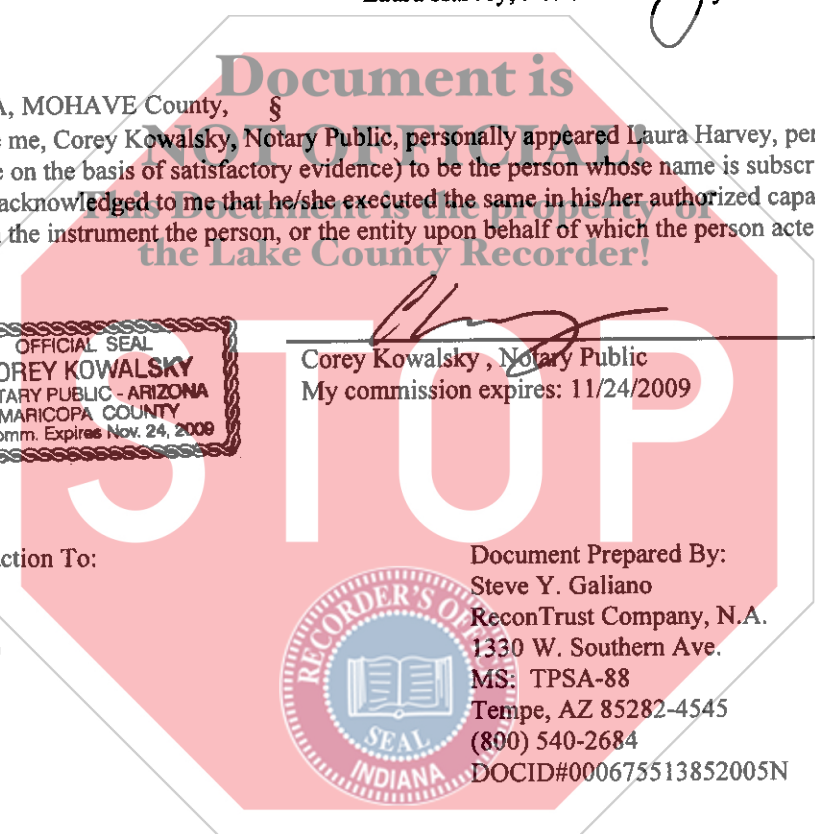 Document is
A, MOHAVE County, §
NOT OFFICIAL!
me, Corey Kowalsky, Notary Public, personally appeared Laura Harvey, per
e on the basis of satisfactory evidence) to be the person whose name is subscr
This Document is the property of
acknowledged to me that he/she executed the same in his/her authorized capa
the instrument the person, or the entity upon behalf of which the person acte
the Lake County Recorder!
OFFICIAL SEAL
OREY KOWALSKY
TARY PUBLIC - ARIZONA
MARICOPA COUNTY
omm. Expires Nov. 24, 2009
Corey Kowalsky , Notary Public
My commission expires: 11/24/2009
STOP
ction To:
Document Prepared By:
Steve Y. Galiano
ReconTrust Company, N.A.
1330 W. Southern Ave.
MS: TPSA-88
Tempe, AZ 85282-4545
(800) 540-2684
DOCID#000675513852005N
RECORDER'S OFFICE
SEAL
INDIANA